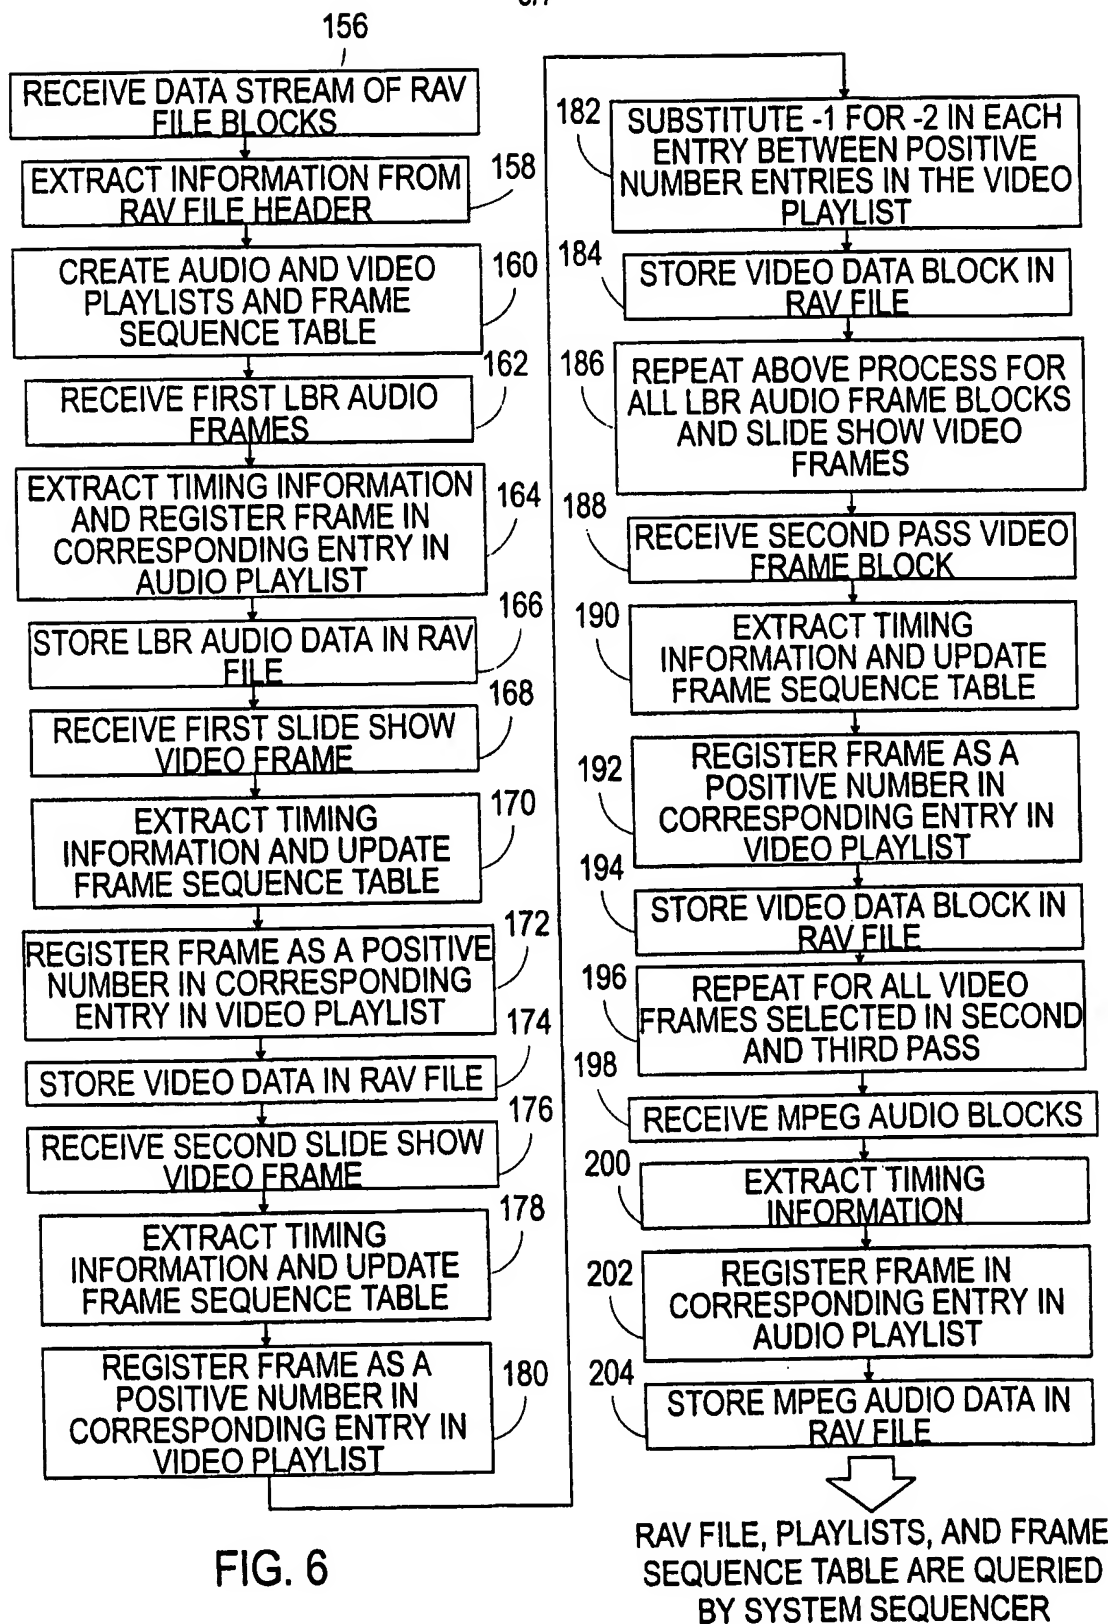 156
RECEIVE DATA STREAM OF RAV
FILE BLOCKS
EXTRACT INFORMATION FROM
RAV FILE HEADER
158
CREATE AUDIO AND VIDEO
PLAYLISTS AND FRAME
SEQUENCE TABLE
160
RECEIVE FIRST LBR AUDIO
FRAMES
162
EXTRACT TIMING INFORMATION
AND REGISTER FRAME IN
CORRESPONDING ENTRY IN
AUDIO PLAYLIST
164
STORE LBR AUDIO DATA IN RAV
FILE
166
RECEIVE FIRST SLIDE SHOW
VIDEO FRAME
168
EXTRACT TIMING
INFORMATION AND UPDATE
FRAME SEQUENCE TABLE
170
REGISTER FRAME AS A POSITIVE
NUMBER IN CORRESPONDING
ENTRY IN VIDEO PLAYLIST
172
STORE VIDEO DATA IN RAV FILE
174
RECEIVE SECOND SLIDE SHOW
VIDEO FRAME
176
EXTRACT TIMING
INFORMATION AND UPDATE
FRAME SEQUENCE TABLE
178
REGISTER FRAME AS A
POSITIVE NUMBER IN
CORRESPONDING ENTRY IN
VIDEO PLAYLIST
180
182
SUBSTITUTE -1 FOR -2 IN EACH
ENTRY BETWEEN POSITIVE
NUMBER ENTRIES IN THE VIDEO
PLAYLIST
184
STORE VIDEO DATA BLOCK IN
RAV FILE
186
REPEAT ABOVE PROCESS FOR
ALL LBR AUDIO FRAME BLOCKS
AND SLIDE SHOW VIDEO
FRAMES
188
RECEIVE SECOND PASS VIDEO
FRAME BLOCK
190
EXTRACT TIMING
INFORMATION AND UPDATE
FRAME SEQUENCE TABLE
192
REGISTER FRAME AS A
POSITIVE NUMBER IN
CORRESPONDING ENTRY IN
VIDEO PLAYLIST
194
STORE VIDEO DATA BLOCK IN
RAV FILE
196
REPEAT FOR ALL VIDEO
FRAMES SELECTED IN SECOND
AND THIRD PASS
198
RECEIVE MPEG AUDIO BLOCKS
200
EXTRACT TIMING
INFORMATION
202
REGISTER FRAME IN
CORRESPONDING ENTRY IN
AUDIO PLAYLIST
204
STORE MPEG AUDIO DATA IN
RAV FILE
RAV FILE, PLAYLISTS, AND FRAME
SEQUENCE TABLE ARE QUERIED
BY SYSTEM SEQUENCER
FIG. 6